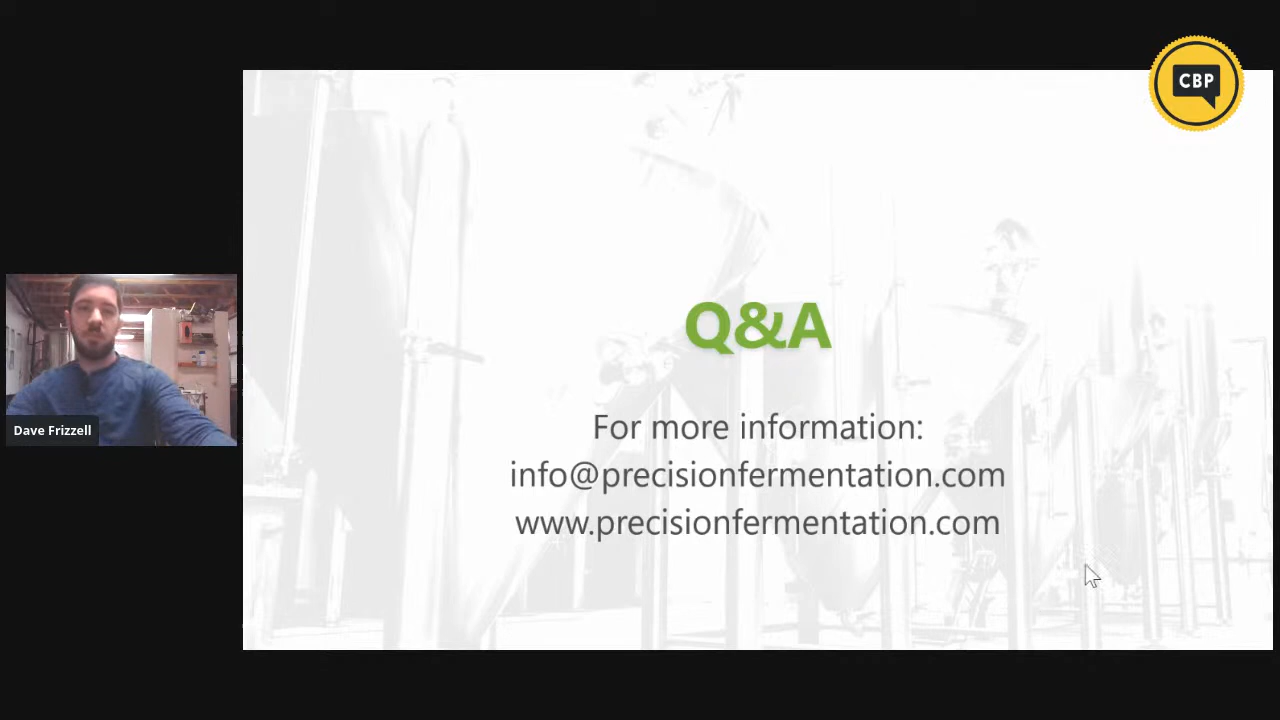 CBP
Q&A
For more information:
info@precisionfermentation.com
www.precisionfermentation.com
Dave Frizzell